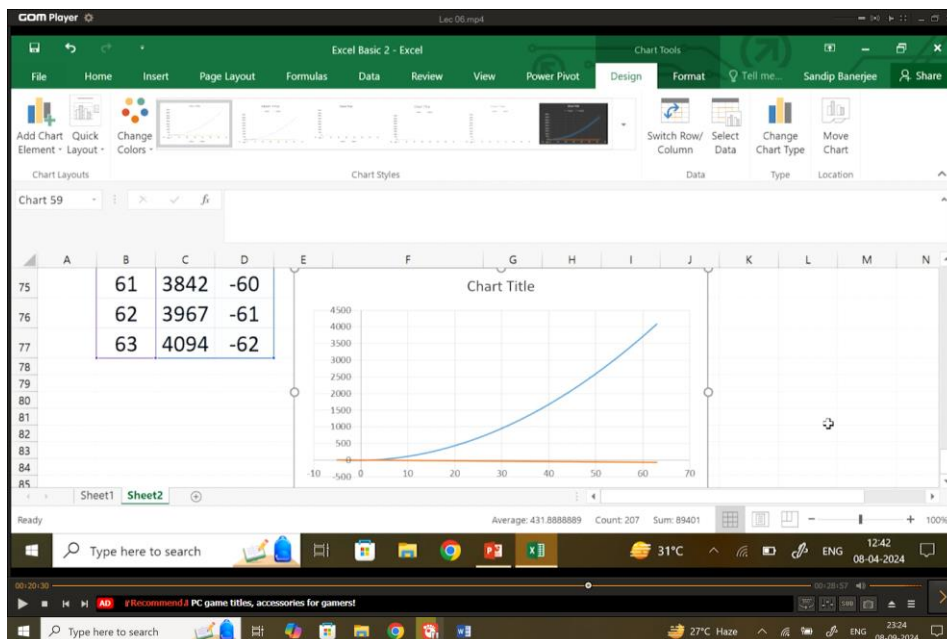 GOM Player
Lec 06.mp4
Excel Basic 2 - Excel
Chart Tools
File Home Insert Page Layout Formulas Data Review View Power Pivot Design Format Tell me... Sandip Banerjee Share
Add Chart Element Quick Layout Change Colors Switch Row/ Column Select Data Change Chart Type Move Chart
Chart Layouts Chart Styles Data Type Location
Chart 59 fx
A B C D E F G H I J K L M N
75 61 3842 -60
76 62 3967 -61
77 63 4094 -62
78
79
80
81
82
83
84
85
Chart Title
4500
4000
3500
3000
2500
2000
1500
1000
500
0
-500
-10 0 10 20 30 40 50 60 70
Sheet1 Sheet2
Ready Average: 431.8888889 Count: 207 Sum: 89401 100%
Type here to search 31°C ENG 12:42
08-04-2024
00:20:30 00:28:57
AD Recommend PC game titles, accessories for gamers!
Type here to search 27°C Haze ENG 23:24
08-09-2024